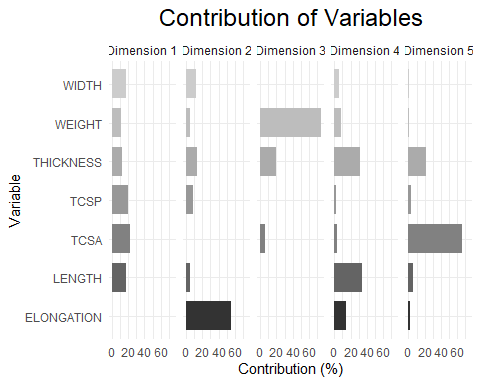 Contribution of Variables
Dimension 1 Dimension 2 Dimension 3 Dimension 4 Dimension 5
WIDTH
WEIGHT
THICKNESS
TCSP
TCSA
LENGTH
ELONGATION
Variable
0 20 40 60 0 20 40 60 0 20 40 60 0 20 40 60 0 20 40 60
Contribution (%)